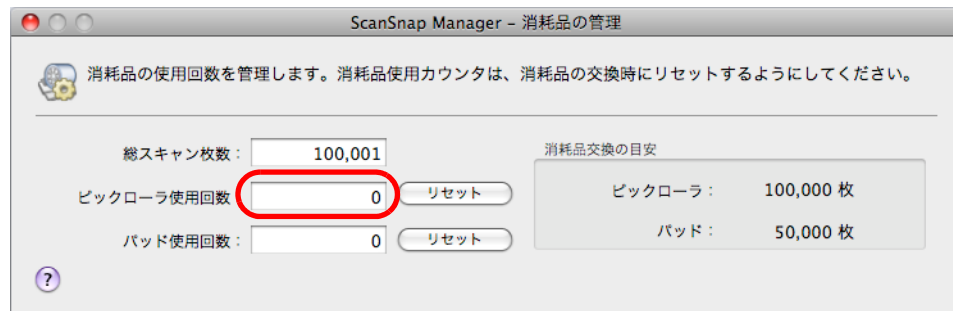 ScanSnap Manager – 消耗品の管理
消耗品の使用回数を管理します。消耗品使用カウンタは、消耗品の交換時にリセットするようにしてください。
総スキャン枚数： 100,001
ピックローラ使用回数 0 リセット
パッド使用回数： 0 リセット
消耗品交換の目安
ピックローラ： 100,000 枚
パッド： 50,000 枚
?